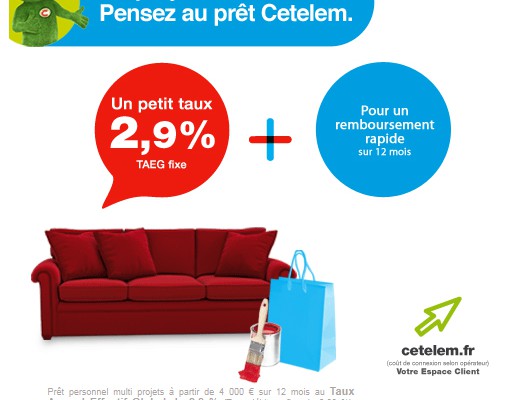 Pensez au prêt Cetelem.
Un petit taux
2,9%
TAEG fixe
+
Pour un
remboursement
rapide
sur 12 mois
cetelem.fr
(coût de connexion selon opérateur)
Votre Espace Client
Prêt personnel multi projets à partir de 4 000 € sur 12 mois au Taux